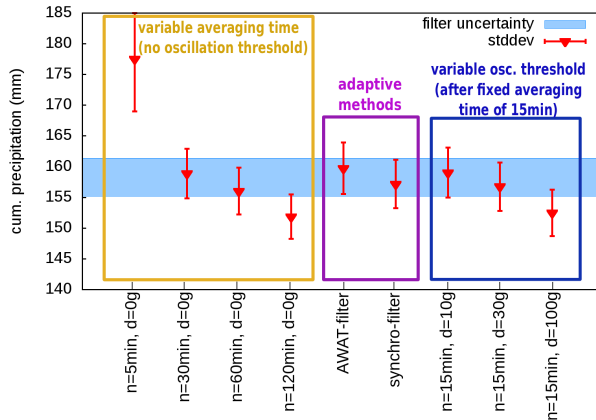 185
180
175
170
165
160
155
150
145
140
cum. precipitation (mm)
variable averaging time
(no oscillation threshold)
filter uncertainty
stddev
adaptive
methods
variable osc. threshold
(after fixed averaging
time of 15min)
n=5min, d=0g
n=30min, d=0g
n=60min, d=0g
n=120min, d=0g
AWAT-filter
synchro-filter
n=15min, d=10g
n=15min, d=30g
n=15min, d=100g